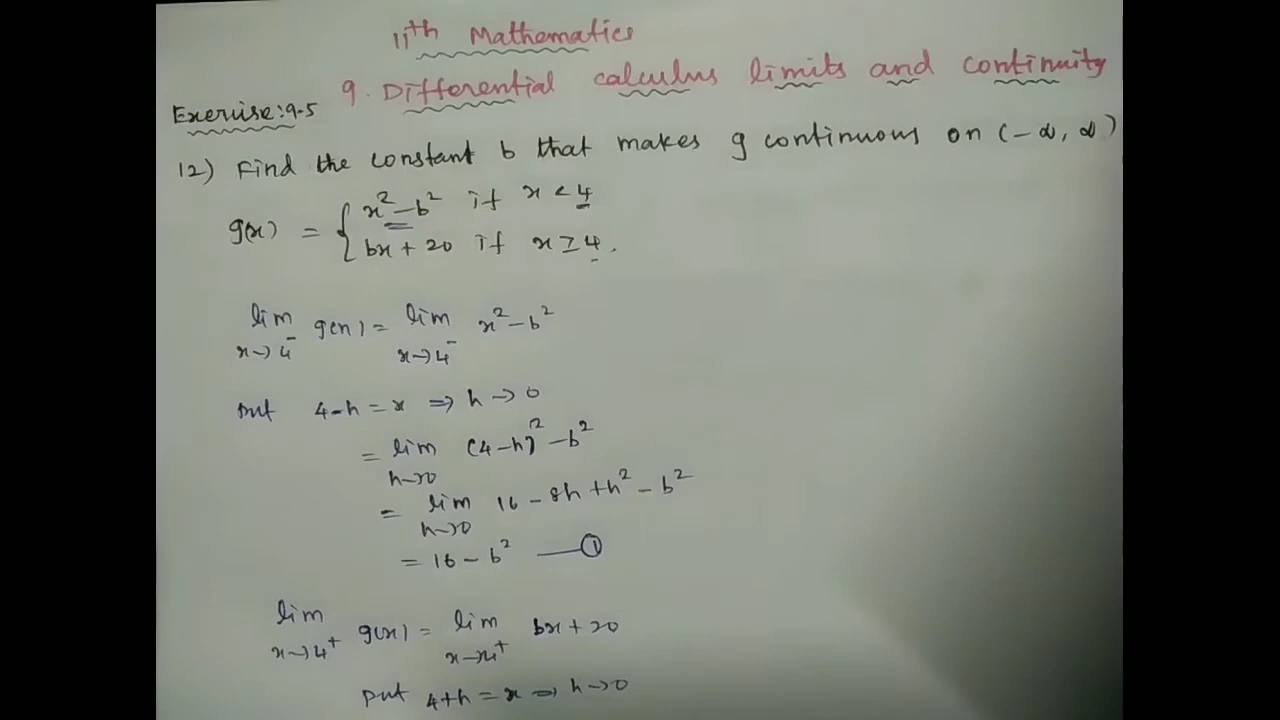 11th Mathematics
9. Differential calculus limits and continuity
Exercise: 9.5
12) Find the constant b that makes g continuous on (-∞, ∞)
g(x) = { x² - b² if x < 4
bx + 20 if x ≥ 4.
lim x→4⁻ g(x) = lim x→4⁻ x² - b²
put 4-h = x ⇒ h → 0
= lim h→0 (4-h)² - b²
= lim h→0 16 - 8h + h² - b²
= 16 - b² —— ①
lim x→4⁺ g(x) = lim x→4⁺ bx + 20
put 4+h = x ⇒ h→0